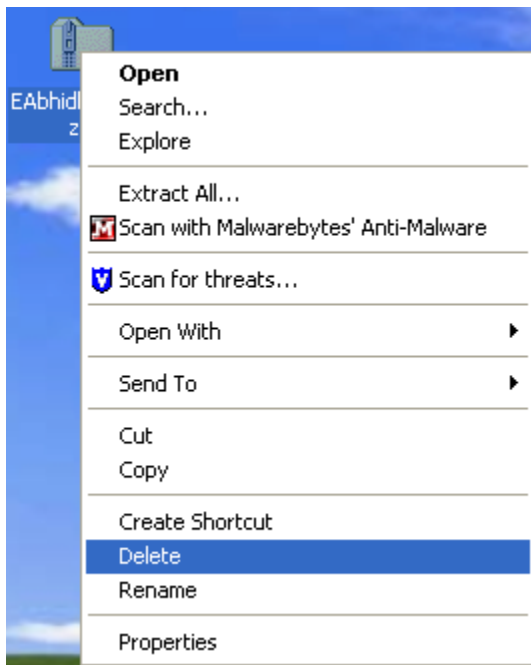 Open
EAbhidl
Search...
z
Explore
Extract All...
Scan with Malwarebytes' Anti-Malware
Scan for threats...
Open With
Send To
Cut
Copy
Create Shortcut
Delete
Rename
Properties